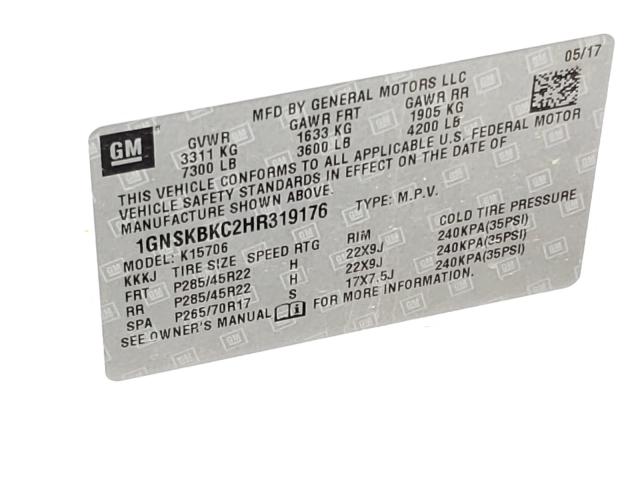 05/17
MFD BY GENERAL MOTORS LLC
GM
GVWR GAWR FRT GAWR RR
3311 KG 1633 KG 1905 KG
7300 LB 3600 LB 4200 LB
THIS VEHICLE CONFORMS TO ALL APPLICABLE U.S. FEDERAL MOTOR
VEHICLE SAFETY STANDARDS IN EFFECT ON THE DATE OF
MANUFACTURE SHOWN ABOVE.
1GNSKBKC2HR319176 TYPE: M.P.V.
MODEL: K15706
KKKJ TIRE SIZE SPEED RTG RIM COLD TIRE PRESSURE
FRT P285/45R22 H 22X9J 240KPA(35PSI)
RR P285/45R22 H 22X9J 240KPA(35PSI)
SPA P265/70R17 S 17X7.5J 240KPA(35PSI)
SEE OWNER'S MANUAL FOR MORE INFORMATION.